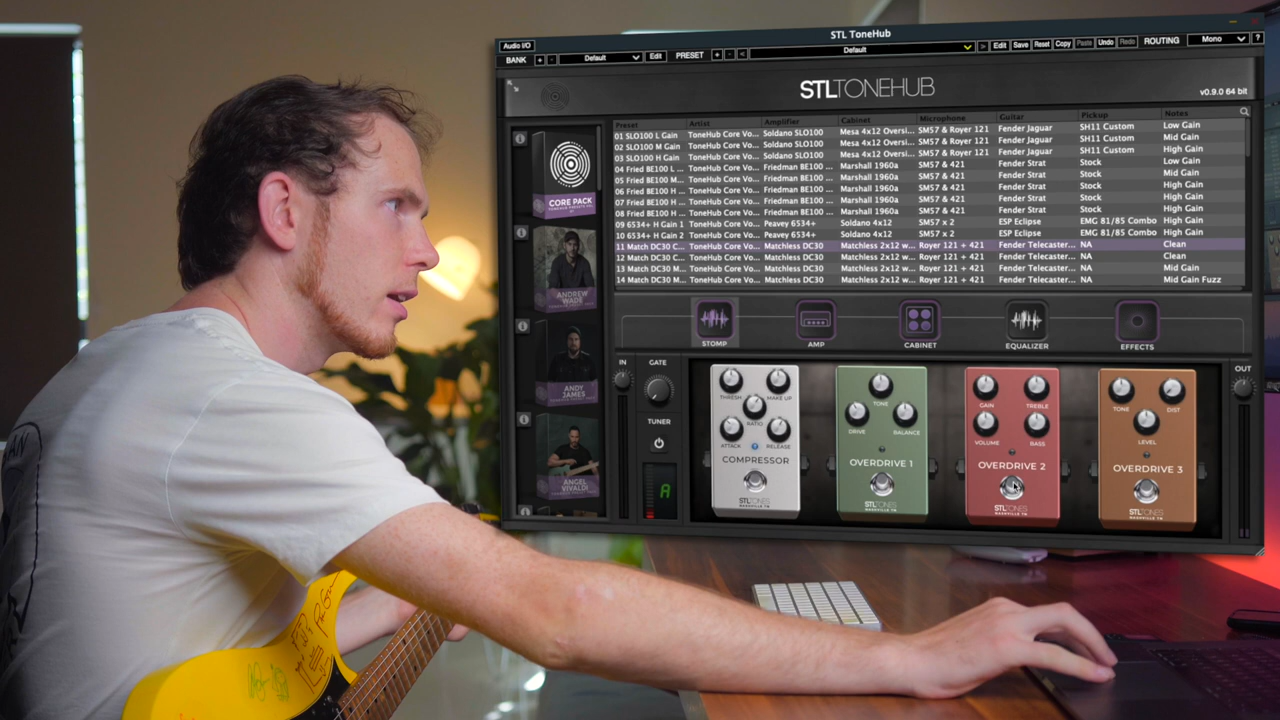 STL ToneHub
Audio I/O
BANK + - Default Edit PRESET + - < Default > Edit Save Reset Copy Paste Undo Redo ROUTING Mono ?
STLTONEHUB
v0.9.0 64 bit
Preset Artist Amplifier Cabinet Microphone Guitar Pickup Notes
01 SLO100 L Gain ToneHub Core Vo... Soldano SLO100 Mesa 4x12 Oversi... SM57 & Royer 121 Fender Jaguar SH11 Custom Low Gain
02 SLO100 M Gain ToneHub Core Vo... Soldano SLO100 Mesa 4x12 Oversi... SM57 & Royer 121 Fender Jaguar SH11 Custom Mid Gain
03 SLO100 H Gain ToneHub Core Vo... Soldano SLO100 Mesa 4x12 Oversi... SM57 & Royer 121 Fender Jaguar SH11 Custom High Gain
04 Fried BE100 L ... ToneHub Core Vo... Friedman BE100 ... Marshall 1960a SM57 & 421 Fender Strat Stock Low Gain
05 Fried BE100 M... ToneHub Core Vo... Friedman BE100 ... Marshall 1960a SM57 & 421 Fender Strat Stock Mid Gain
06 Fried BE100 H ... ToneHub Core Vo... Friedman BE100 ... Marshall 1960a SM57 & 421 Fender Strat Stock High Gain
07 Fried BE100 H ... ToneHub Core Vo... Friedman BE100 ... Marshall 1960a SM57 & 421 Fender Strat Stock High Gain
08 Fried BE100 H ... ToneHub Core Vo... Friedman BE100 ... Marshall 1960a SM57 & 421 Fender Strat Stock High Gain
09 6534+ H Gain 1 ToneHub Core Vo... Peavey 6534+ Soldano 4x12 SM57 x 2 ESP Eclipse EMG 81/85 Combo High Gain
10 6534+ H Gain 2 ToneHub Core Vo... Peavey 6534+ Soldano 4x12 SM57 x 2 ESP Eclipse EMG 81/85 Combo High Gain
11 Match DC30 C... ToneHub Core Vo... Matchless DC30 Matchless 2x12 w... Royer 121 + 421 Fender Telecaster... NA Clean
12 Match DC30 C... ToneHub Core Vo... Matchless DC30 Matchless 2x12 w... Royer 121 + 421 Fender Telecaster... NA Clean
13 Match DC30 M... ToneHub Core Vo... Matchless DC30 Matchless 2x12 w... Royer 121 + 421 Fender Telecaster... NA Mid Gain
14 Match DC30 M... ToneHub Core Vo... Matchless DC30 Matchless 2x12 w... Royer 121 + 421 Fender Telecaster... NA Mid Gain Fuzz
CORE PACK
ANDREW
WADE
ANDY
JAMES
ANGEL
VIVALDI
STOMP AMP CABINET EQUALIZER EFFECTS
IN GATE
TUNER
A
OUT
THRESH MAKE UP
RATIO
ATTACK RELEASE
COMPRESSOR
STLTONES
NASHVILLE TN
TONE
DRIVE BALANCE
OVERDRIVE 1
STLTONES
NASHVILLE TN
GAIN TREBLE
VOLUME BASS
OVERDRIVE 2
STLTONES
NASHVILLE TN
TONE DIST
LEVEL
OVERDRIVE 3
STLTONES
NASHVILLE TN